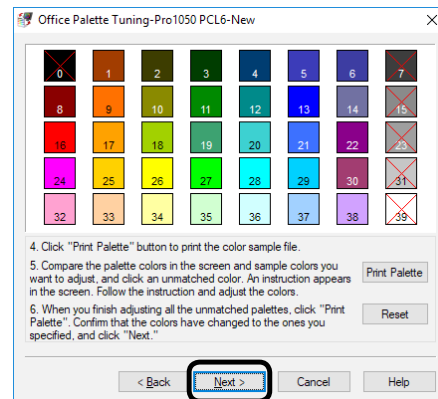 Office Palette Tuning-Pro1050 PCL6-New
0 1 2 3 4 5 6 7
8 9 10 11 12 13 14 15
16 17 18 19 20 21 22 23
24 25 26 27 28 29 30 31
32 33 34 35 36 37 38 39
4. Click "Print Palette" button to print the color sample file.
5. Compare the palette colors in the screen and sample colors you
want to adjust, and click an unmatched color. An instruction appears
in the screen. Follow the instruction and adjust the colors.
Print Palette
6. When you finish adjusting all the unmatched palettes, click "Print
Palette". Confirm that the colors have changed to the ones you
specified, and click "Next."
Reset
< Back Next > Cancel Help